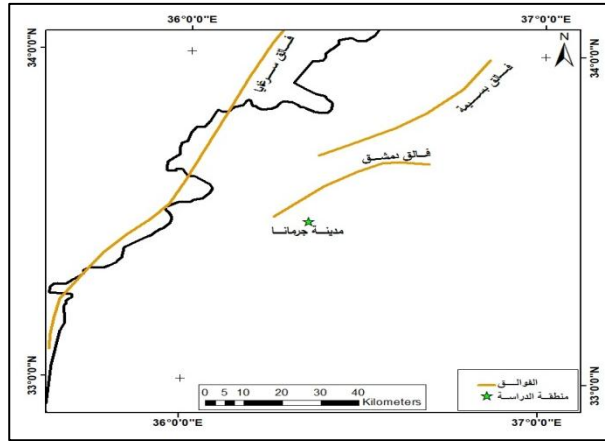 36°0'0"E
37°0'0"E
34°0'0"N
34°0'0"N
N
فالق سرغايا
فالق بسيمة
فالق دمشق
مدينة جرمانا
33°0'0"N
33°0'0"N
0 5 10 20 30 40
Kilometers
الفوالق
منطقة الدراسة
36°0'0"E
37°0'0"E